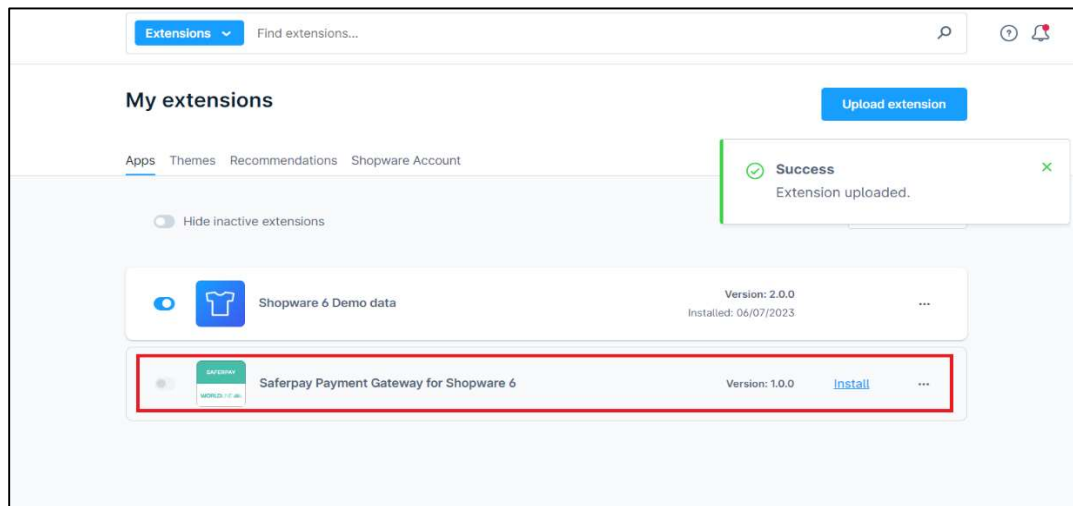 Extensions Find extensions...
My extensions
Upload extension
Apps Themes Recommendations Shopware Account
Success
Extension uploaded.
Hide inactive extensions
Shopware 6 Demo data
Version: 2.0.0
Installed: 06/07/2023
SAFERPAY
WORLDLINE
Saferpay Payment Gateway for Shopware 6
Version: 1.0.0 Install